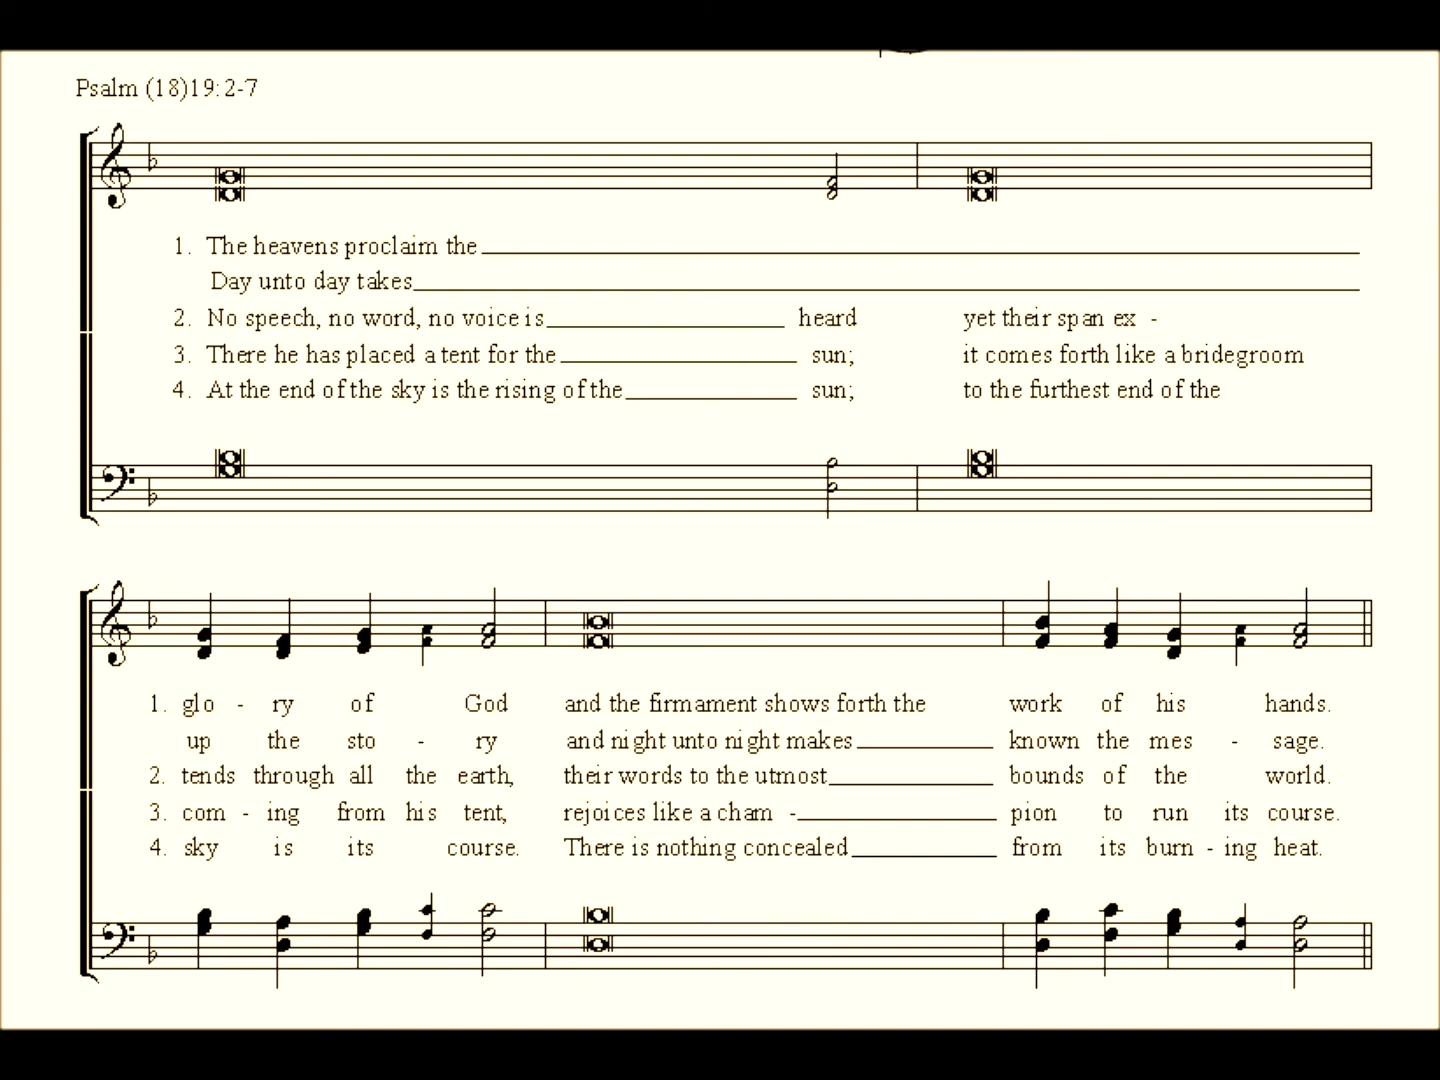 Psalm (18)19:2-7
1. The heavens proclaim the
Day unto day takes
2. No speech, no word, no voice is heard yet their span ex -
3. There he has placed a tent for the sun; it comes forth like a bridegroom
4. At the end of the sky is the rising of the sun; to the furthest end of the
1. glo - ry of God and the firmament shows forth the work of his hands.
up the sto - ry and night unto night makes known the mes - sage.
2. tends through all the earth, their words to the utmost bounds of the world.
3. com - ing from his tent, rejoices like a cham - pion to run its course.
4. sky is its course. There is nothing concealed from its burn - ing heat.